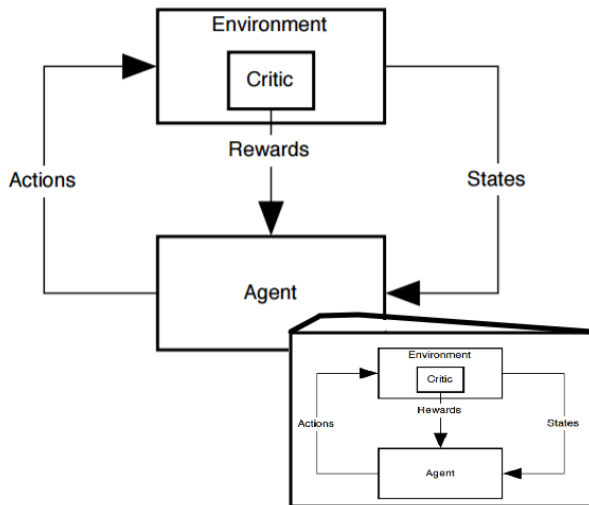 Environment
Critic
Rewards
Actions
States
Agent
Environment
Critic
Rewards
Actions
States
Agent